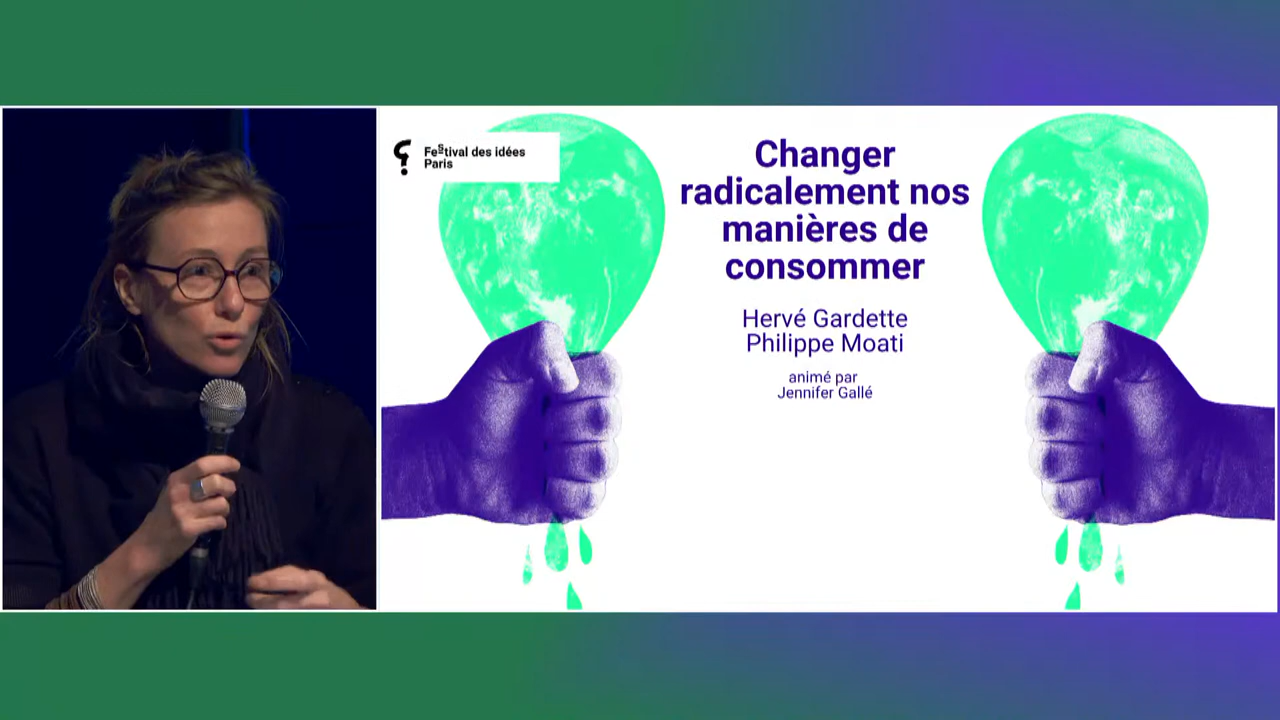 Festival des idées
Paris
Changer
radicalement nos
manières de
consommer
Hervé Gardette
Philippe Moati
animé par
Jennifer Gallé